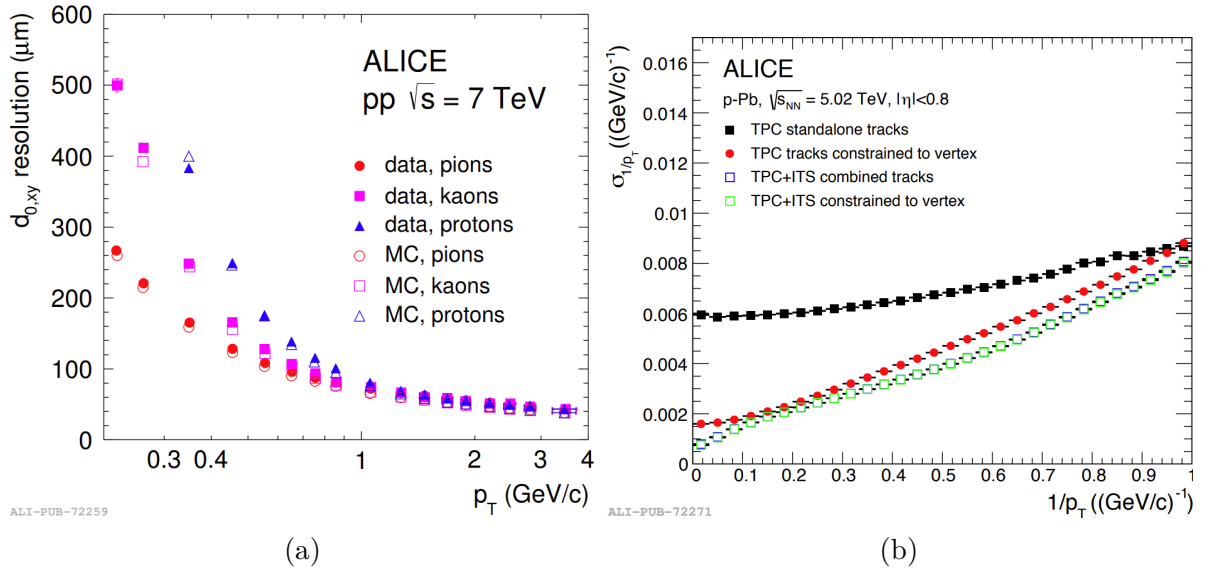 600
500
400
300
200
100
0
d0,xy resolution (μm)
ALICE
pp √s = 7 TeV
data, pions
data, kaons
data, protons
MC, pions
MC, kaons
MC, protons
0.3 0.4 1 2 3 4
pT (GeV/c)
ALI-PUB-72259
(a)
0.016
0.014
0.012
0.01
0.008
0.006
0.004
0.002
0
σ1/pT ((GeV/c)-1)
ALICE
p-Pb, √sNN = 5.02 TeV, |η|<0.8
TPC standalone tracks
TPC tracks constrained to vertex
TPC+ITS combined tracks
TPC+ITS constrained to vertex
0 0.1 0.2 0.3 0.4 0.5 0.6 0.7 0.8 0.9 1
1/pT ((GeV/c)-1)
ALI-PUB-72271
(b)